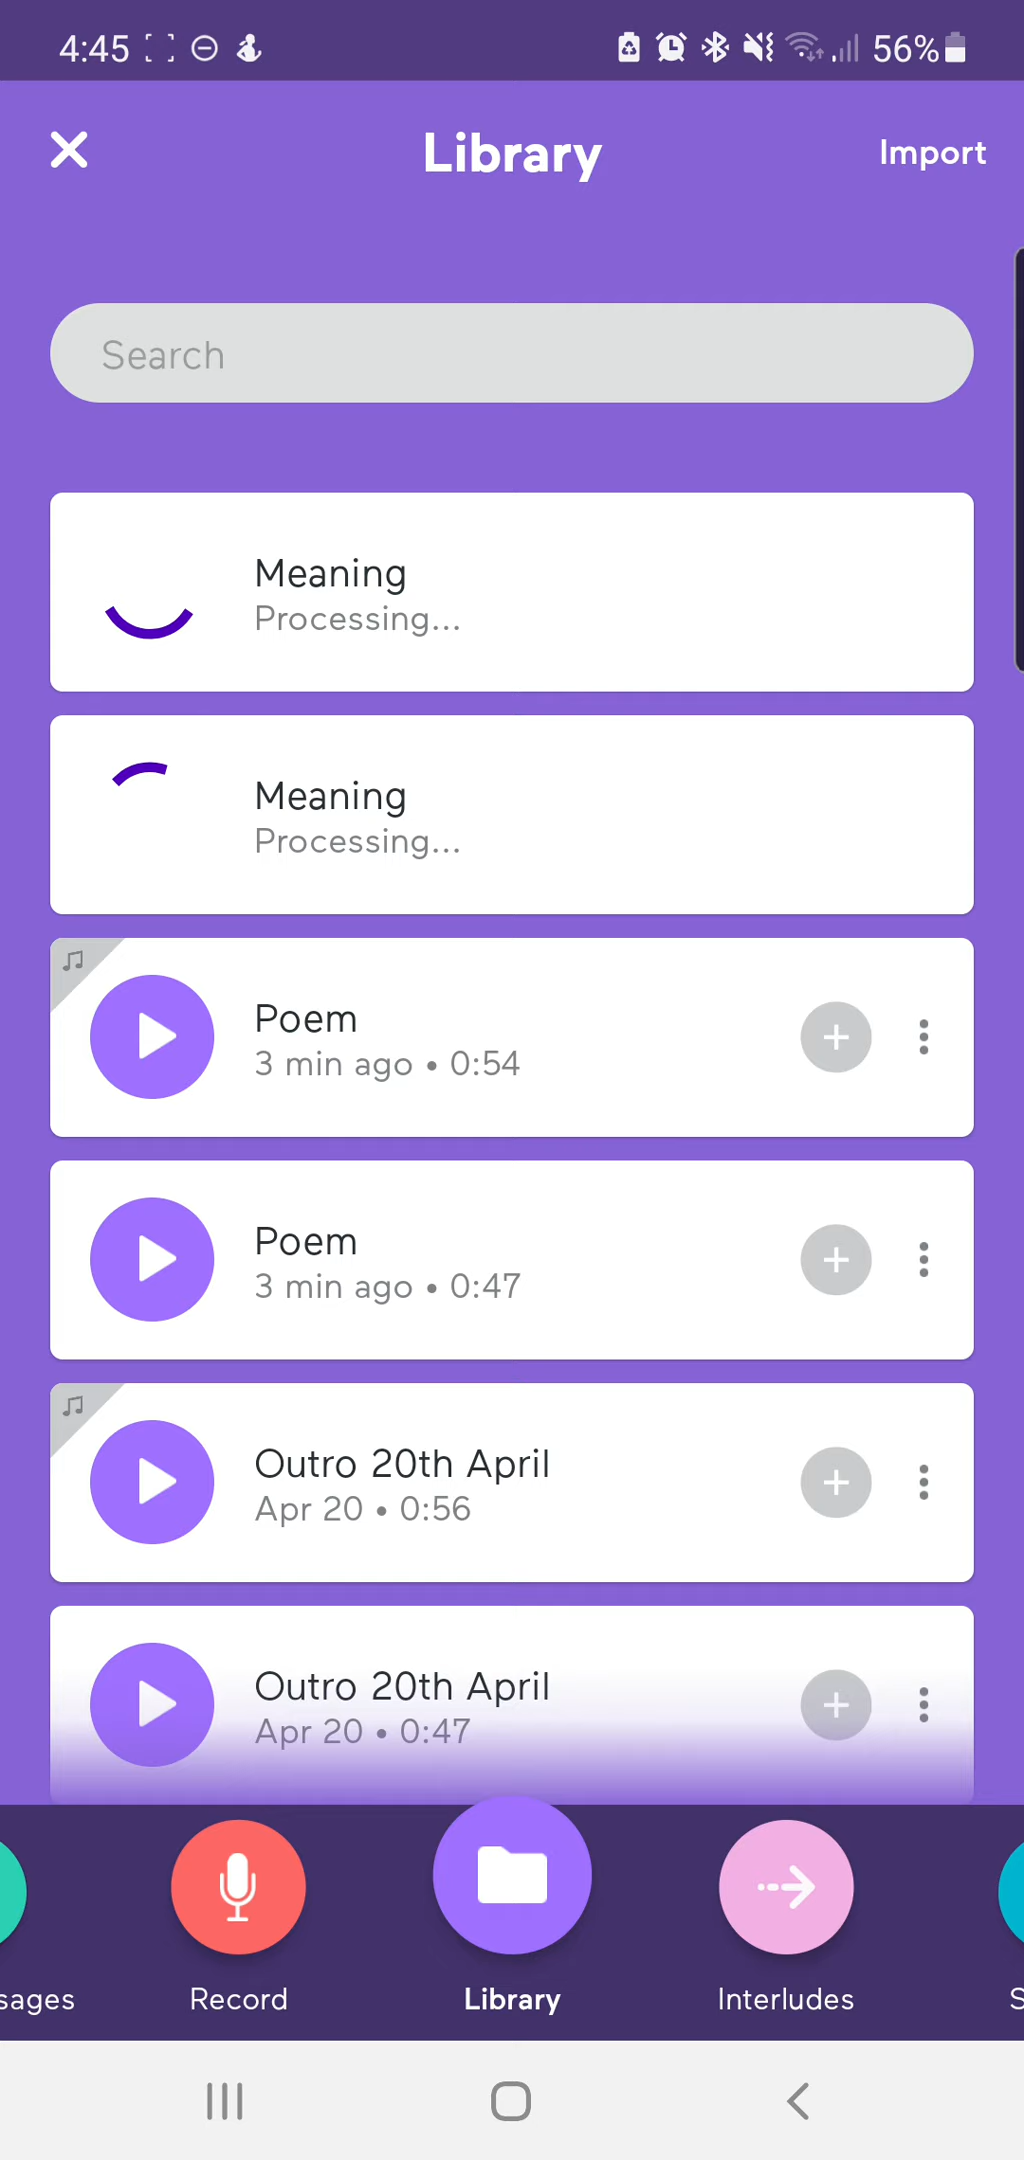 4:45 56%
Library
Import
Search
Meaning
Processing...
Meaning
Processing...
Poem
3 min ago • 0:54
Poem
3 min ago • 0:47
Outro 20th April
Apr 20 • 0:56
Outro 20th April
Apr 20 • 0:47
sages Record Library Interludes S